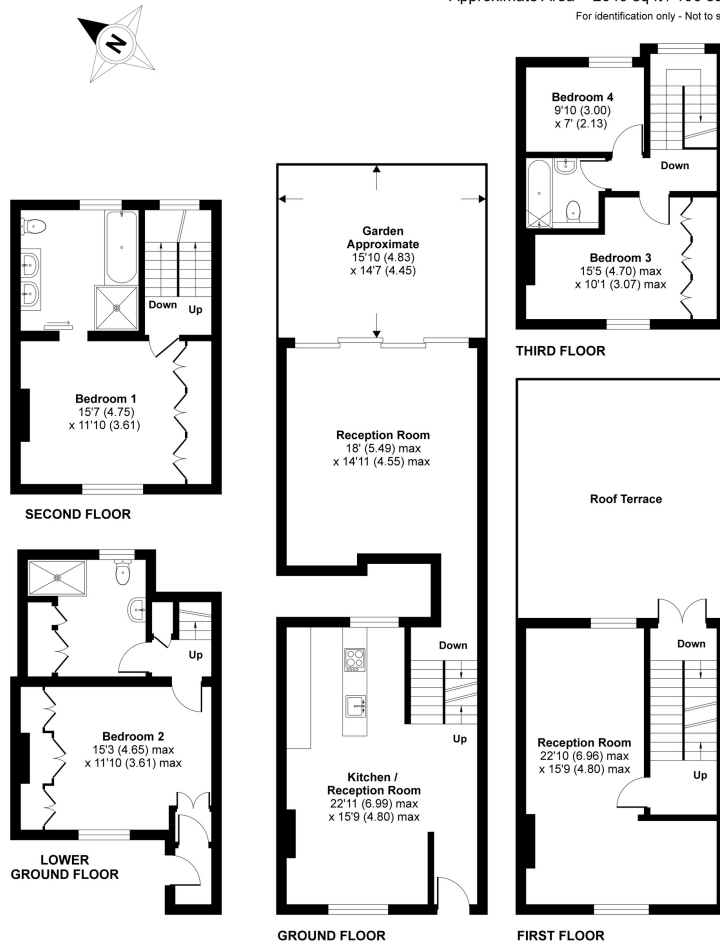 For identification only - Not to s
N
Bedroom 4
9'10 (3.00)
x 7' (2.13)
Down
Bedroom 3
15'5 (4.70) max
x 10'1 (3.07) max
THIRD FLOOR
Garden
Approximate
15'10 (4.83)
x 14'7 (4.45)
Down
Up
Bedroom 1
15'7 (4.75)
x 11'10 (3.61)
SECOND FLOOR
Reception Room
18' (5.49) max
x 14'11 (4.55) max
Roof Terrace
Up
Bedroom 2
15'3 (4.65) max
x 11'10 (3.61) max
LOWER
GROUND FLOOR
Down
Up
Kitchen /
Reception Room
22'11 (6.99) max
x 15'9 (4.80) max
GROUND FLOOR
Down
Up
Reception Room
22'10 (6.96) max
x 15'9 (4.80) max
FIRST FLOOR